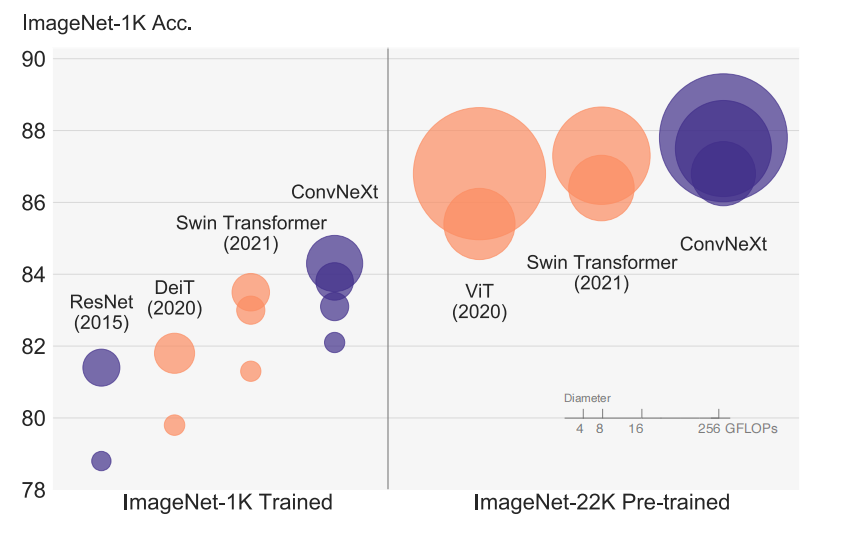 ImageNet-1K Acc.
90
88
86
84
82
80
78
ConvNeXt
Swin Transformer
(2021)
DeiT
(2020)
ResNet
(2015)
ConvNeXt
Swin Transformer
(2021)
ViT
(2020)
Diameter
4 8 16 256 GFLOPs
ImageNet-1K Trained
ImageNet-22K Pre-trained